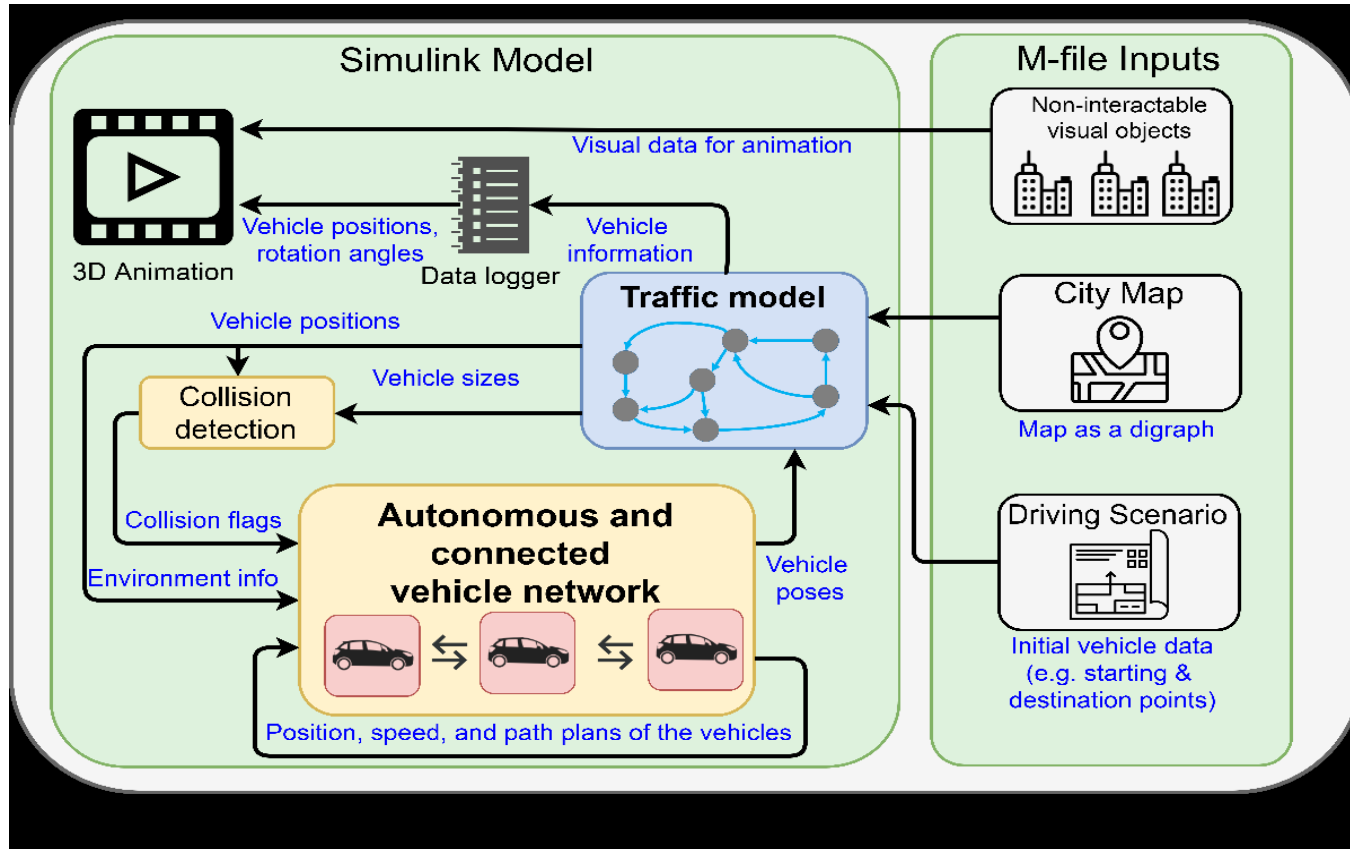 Simulink Model
M-file Inputs
Non-interactable
visual objects
Visual data for animation
Vehicle positions,
rotation angles
Vehicle
information
3D Animation
Data logger
Traffic model
City Map
Map as a digraph
Vehicle positions
Vehicle sizes
Collision
detection
Collision flags
Environment info
Autonomous and
connected
vehicle network
Vehicle
poses
Driving Scenario
Initial vehicle data
(e.g. starting &
destination points)
Position, speed, and path plans of the vehicles